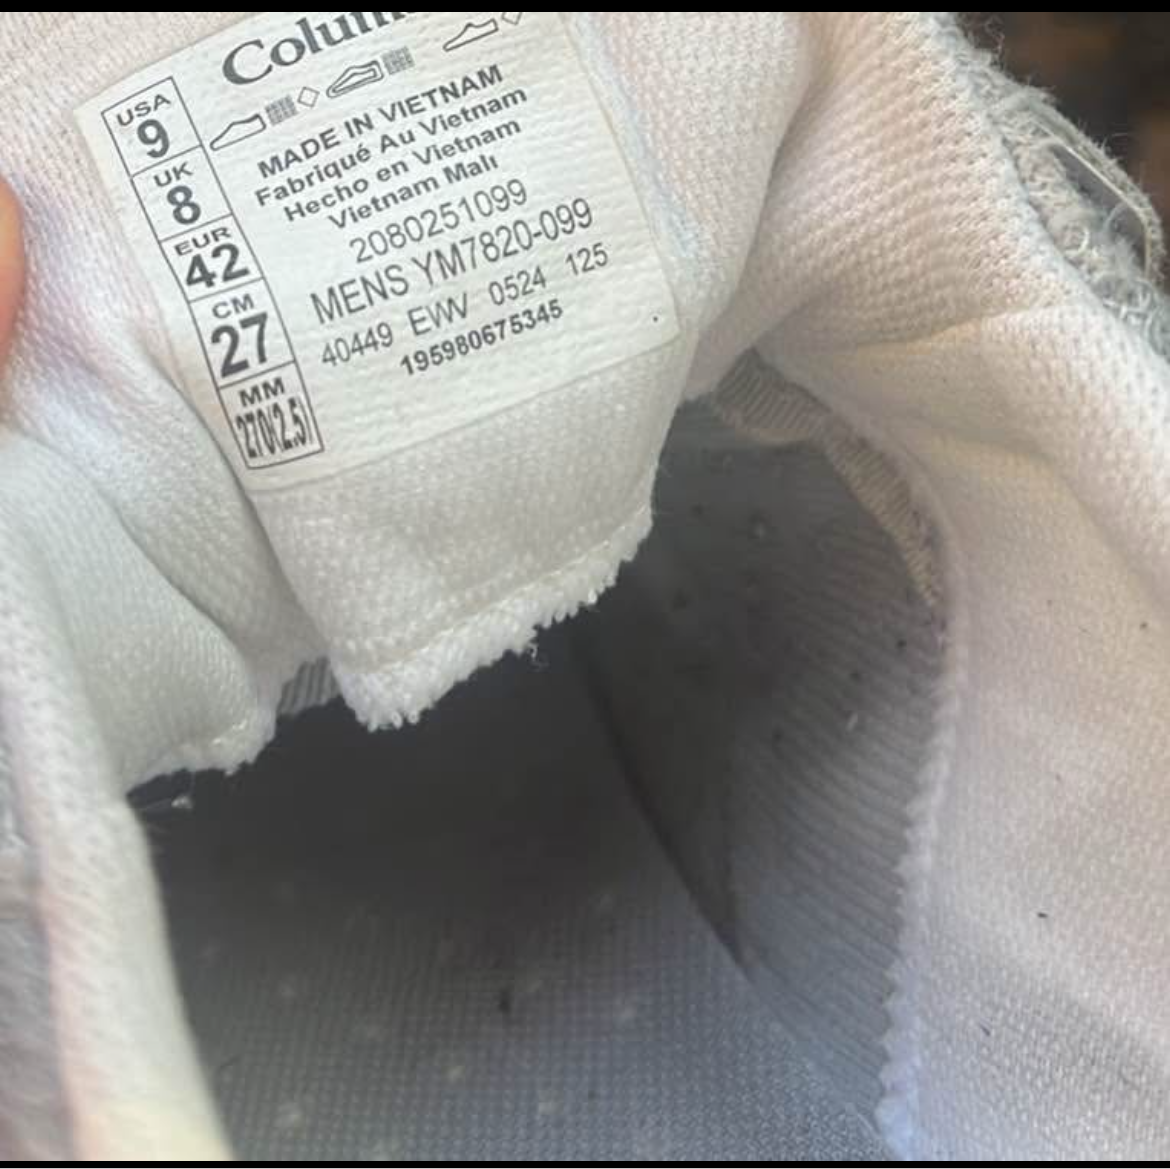 Colum
USA
9
UK
8
EUR
42
CM
27
MM
270(2.5)
MADE IN VIETNAM
Fabriqué Au Vietnam
Hecho en Vietnam
Vietnam Malı
2080251099
MENS YM7820-099
40449 EVW 0524 125
195980675345